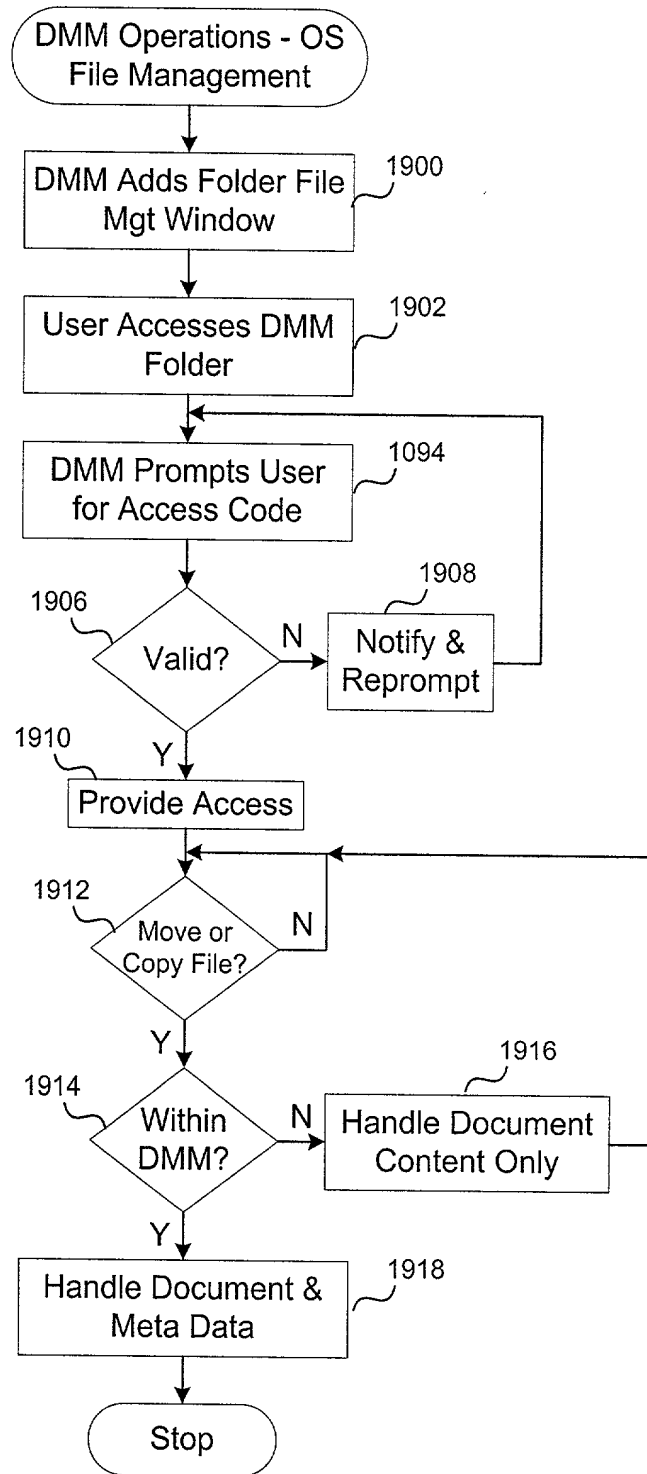 DMM Operations - OS
File Management
1900
DMM Adds Folder File
Mgt Window
1902
User Accesses DMM
Folder
1094
DMM Prompts User
for Access Code
1906
Valid?
N
1908
Notify &
Reprompt
Y
1910
Provide Access
1912
Move or
Copy File?
N
Y
1914
Within
DMM?
N
1916
Handle Document
Content Only
Y
1918
Handle Document &
Meta Data
Stop